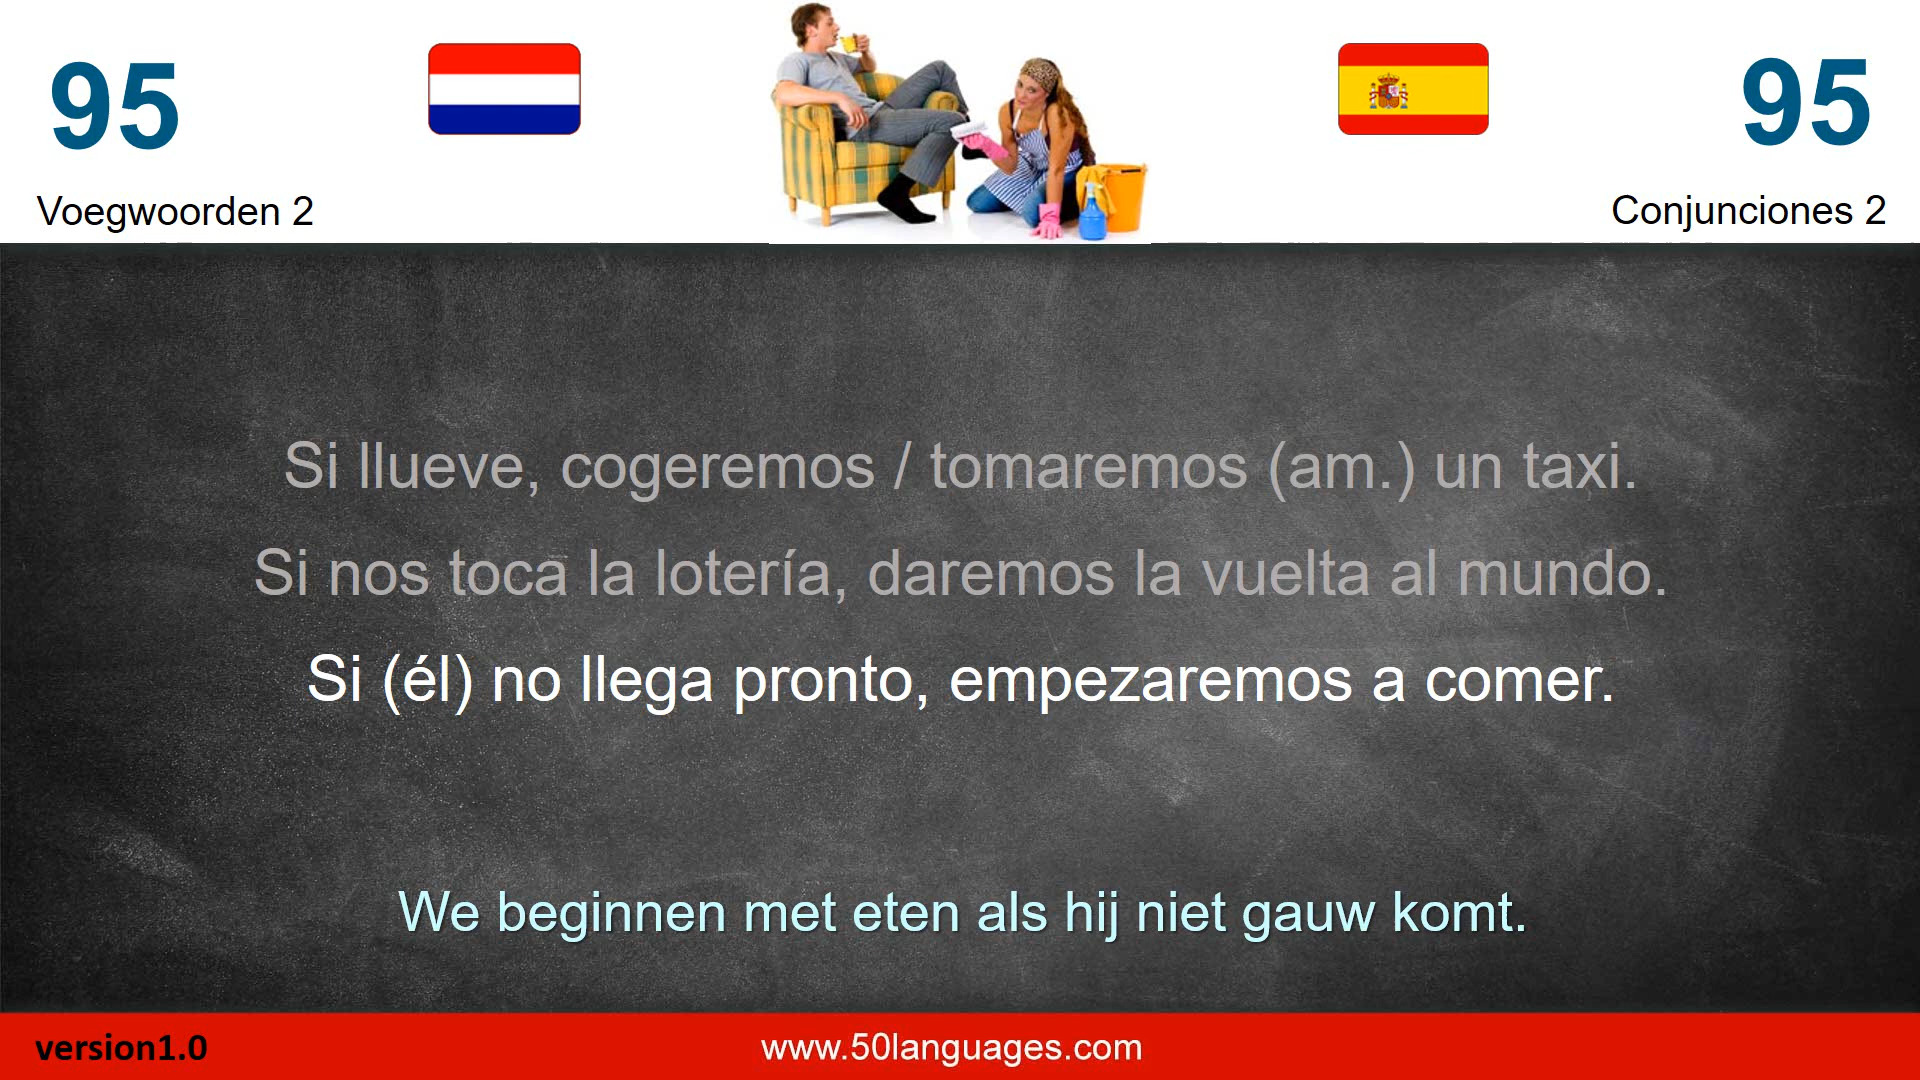 95
95
Voegwoorden 2
Conjunciones 2
Si llueve, cogeremos / tomaremos (am.) un taxi.
Si nos toca la lotería, daremos la vuelta al mundo.
Si (él) no llega pronto, empezaremos a comer.
We beginnen met eten als hij niet gauw komt.
version1.0
www.50languages.com